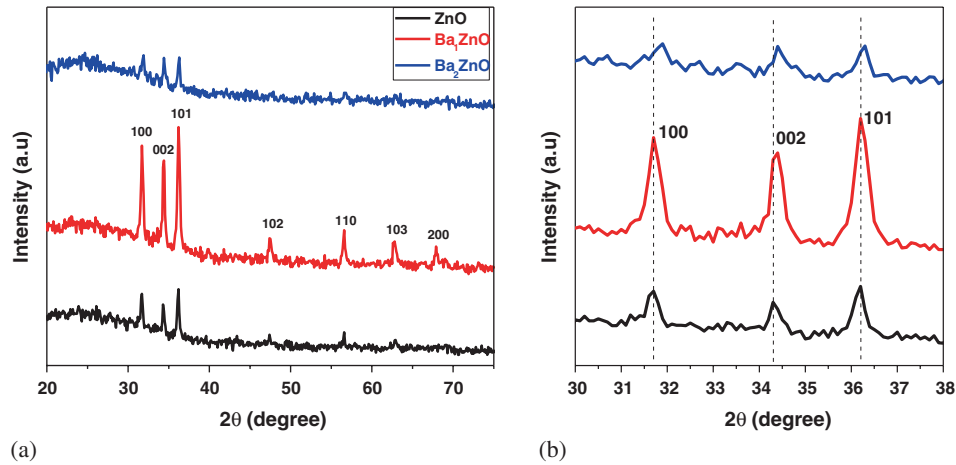 ZnO
Ba₁ZnO
Ba₂ZnO
100
002
101
102
110
103
200
Intensity (a.u)
20 30 40 50 60 70
2θ (degree)
(a)
100
002
101
Intensity (a.u)
30 31 32 33 34 35 36 37 38
2θ (degree)
(b)